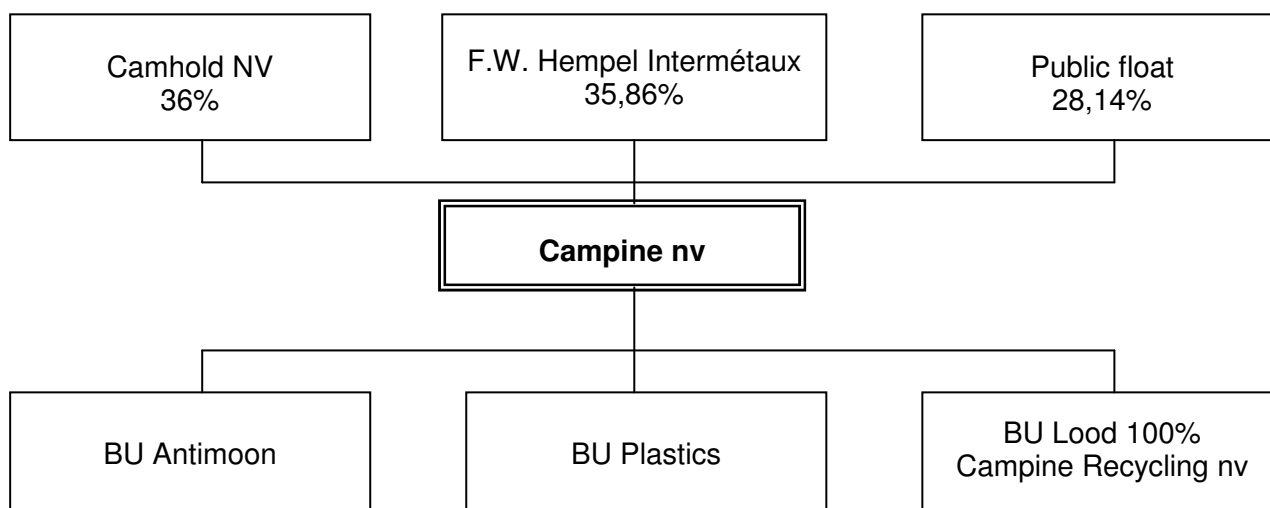 Camhold NV
36%
F.W. Hempel Intermétaux
35,86%
Public float
28,14%
Campine nv
BU Antimoon
BU Plastics
BU Lood 100%
Campine Recycling nv